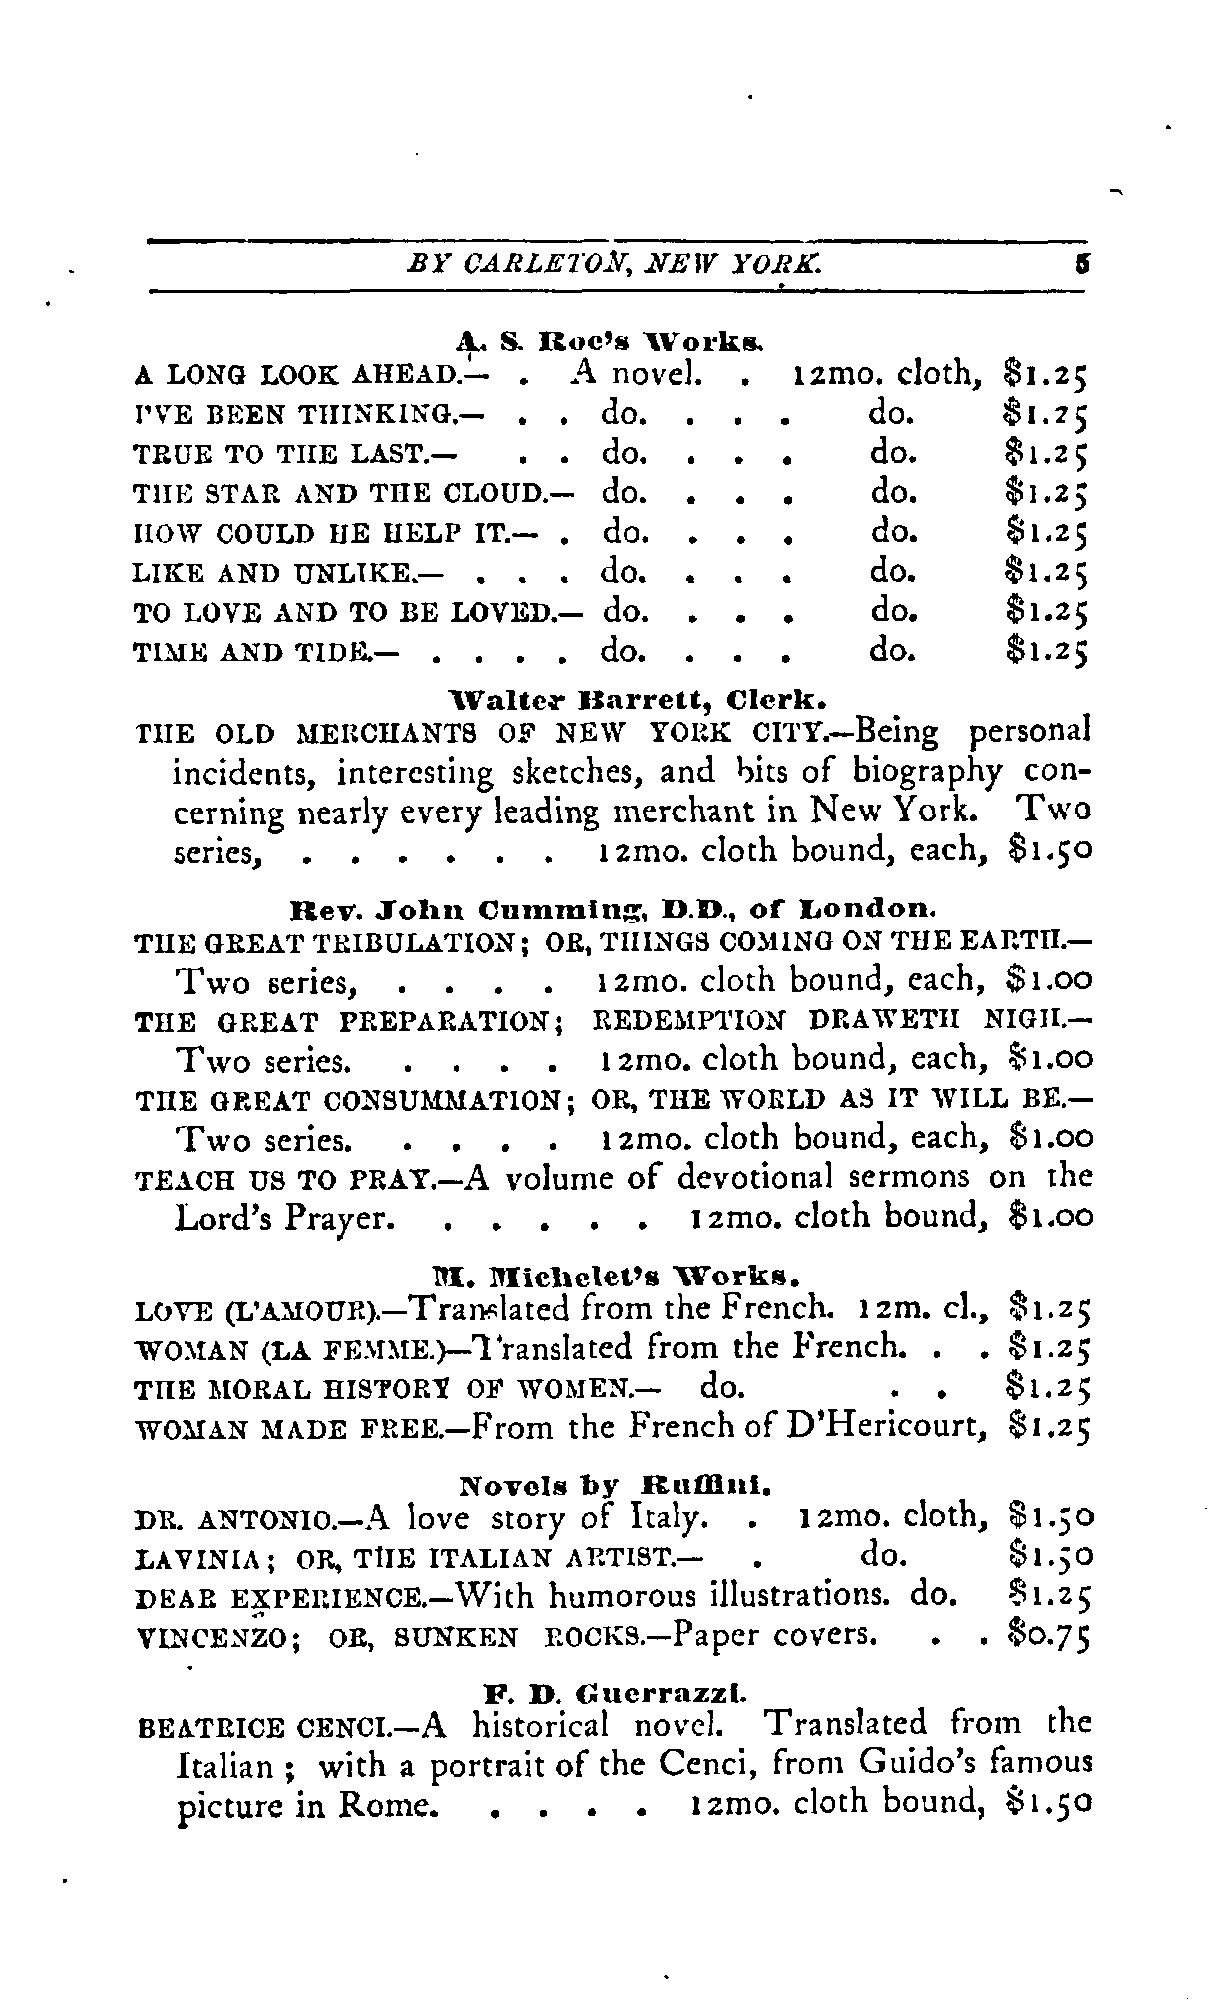 BY CARLETON, NEW YORK. 5
A. S. Roe's Works.
A LONG LOOK AHEAD.— . A novel. . 12mo. cloth, $1.25
I'VE BEEN THINKING.— . . do. . . . do. $1.25
TRUE TO THE LAST.— . . do. . . . do. $1.25
THE STAR AND THE CLOUD.— do. . . . do. $1.25
HOW COULD HE HELP IT.— . do. . . . do. $1.25
LIKE AND UNLIKE.— . . . do. . . . do. $1.25
TO LOVE AND TO BE LOVED.— do. . . . do. $1.25
TIME AND TIDE.— . . . . do. . . . do. $1.25
Walter Barrett, Clerk.
THE OLD MERCHANTS OF NEW YORK CITY.—Being personal
incidents, interesting sketches, and bits of biography con-
cerning nearly every leading merchant in New York. Two
series, . . . . . . 12mo. cloth bound, each, $1.50
Rev. John Cumming, D.D., of London.
THE GREAT TRIBULATION; OR, THINGS COMING ON THE EARTH.—
Two series, . . . . 12mo. cloth bound, each, $1.00
THE GREAT PREPARATION; REDEMPTION DRAWETH NIGH.—
Two series. . . . . 12mo. cloth bound, each, $1.00
THE GREAT CONSUMMATION; OR, THE WORLD AS IT WILL BE.—
Two series. . . . . 12mo. cloth bound, each, $1.00
TEACH US TO PRAY.—A volume of devotional sermons on the
Lord's Prayer. . . . . . 12mo. cloth bound, $1.00
M. Michelet's Works.
LOVE (L'AMOUR).—Translated from the French. 12m. cl., $1.25
WOMAN (LA FEMME.)—Translated from the French. . . $1.25
THE MORAL HISTORY OF WOMEN.— do. . . $1.25
WOMAN MADE FREE.—From the French of D'Hericourt, $1.25
Novels by Ruffini.
DR. ANTONIO.—A love story of Italy. . 12mo. cloth, $1.50
LAVINIA; OR, THE ITALIAN ARTIST.— . do. $1.50
DEAR EXPERIENCE.—With humorous illustrations. do. $1.25
VINCENZO; OR, SUNKEN ROCKS.—Paper covers. . . $0.75
F. D. Guerrazzi.
BEATRICE CENCI.—A historical novel. Translated from the
Italian ; with a portrait of the Cenci, from Guido's famous
picture in Rome. . . . . 12mo. cloth bound, $1.50